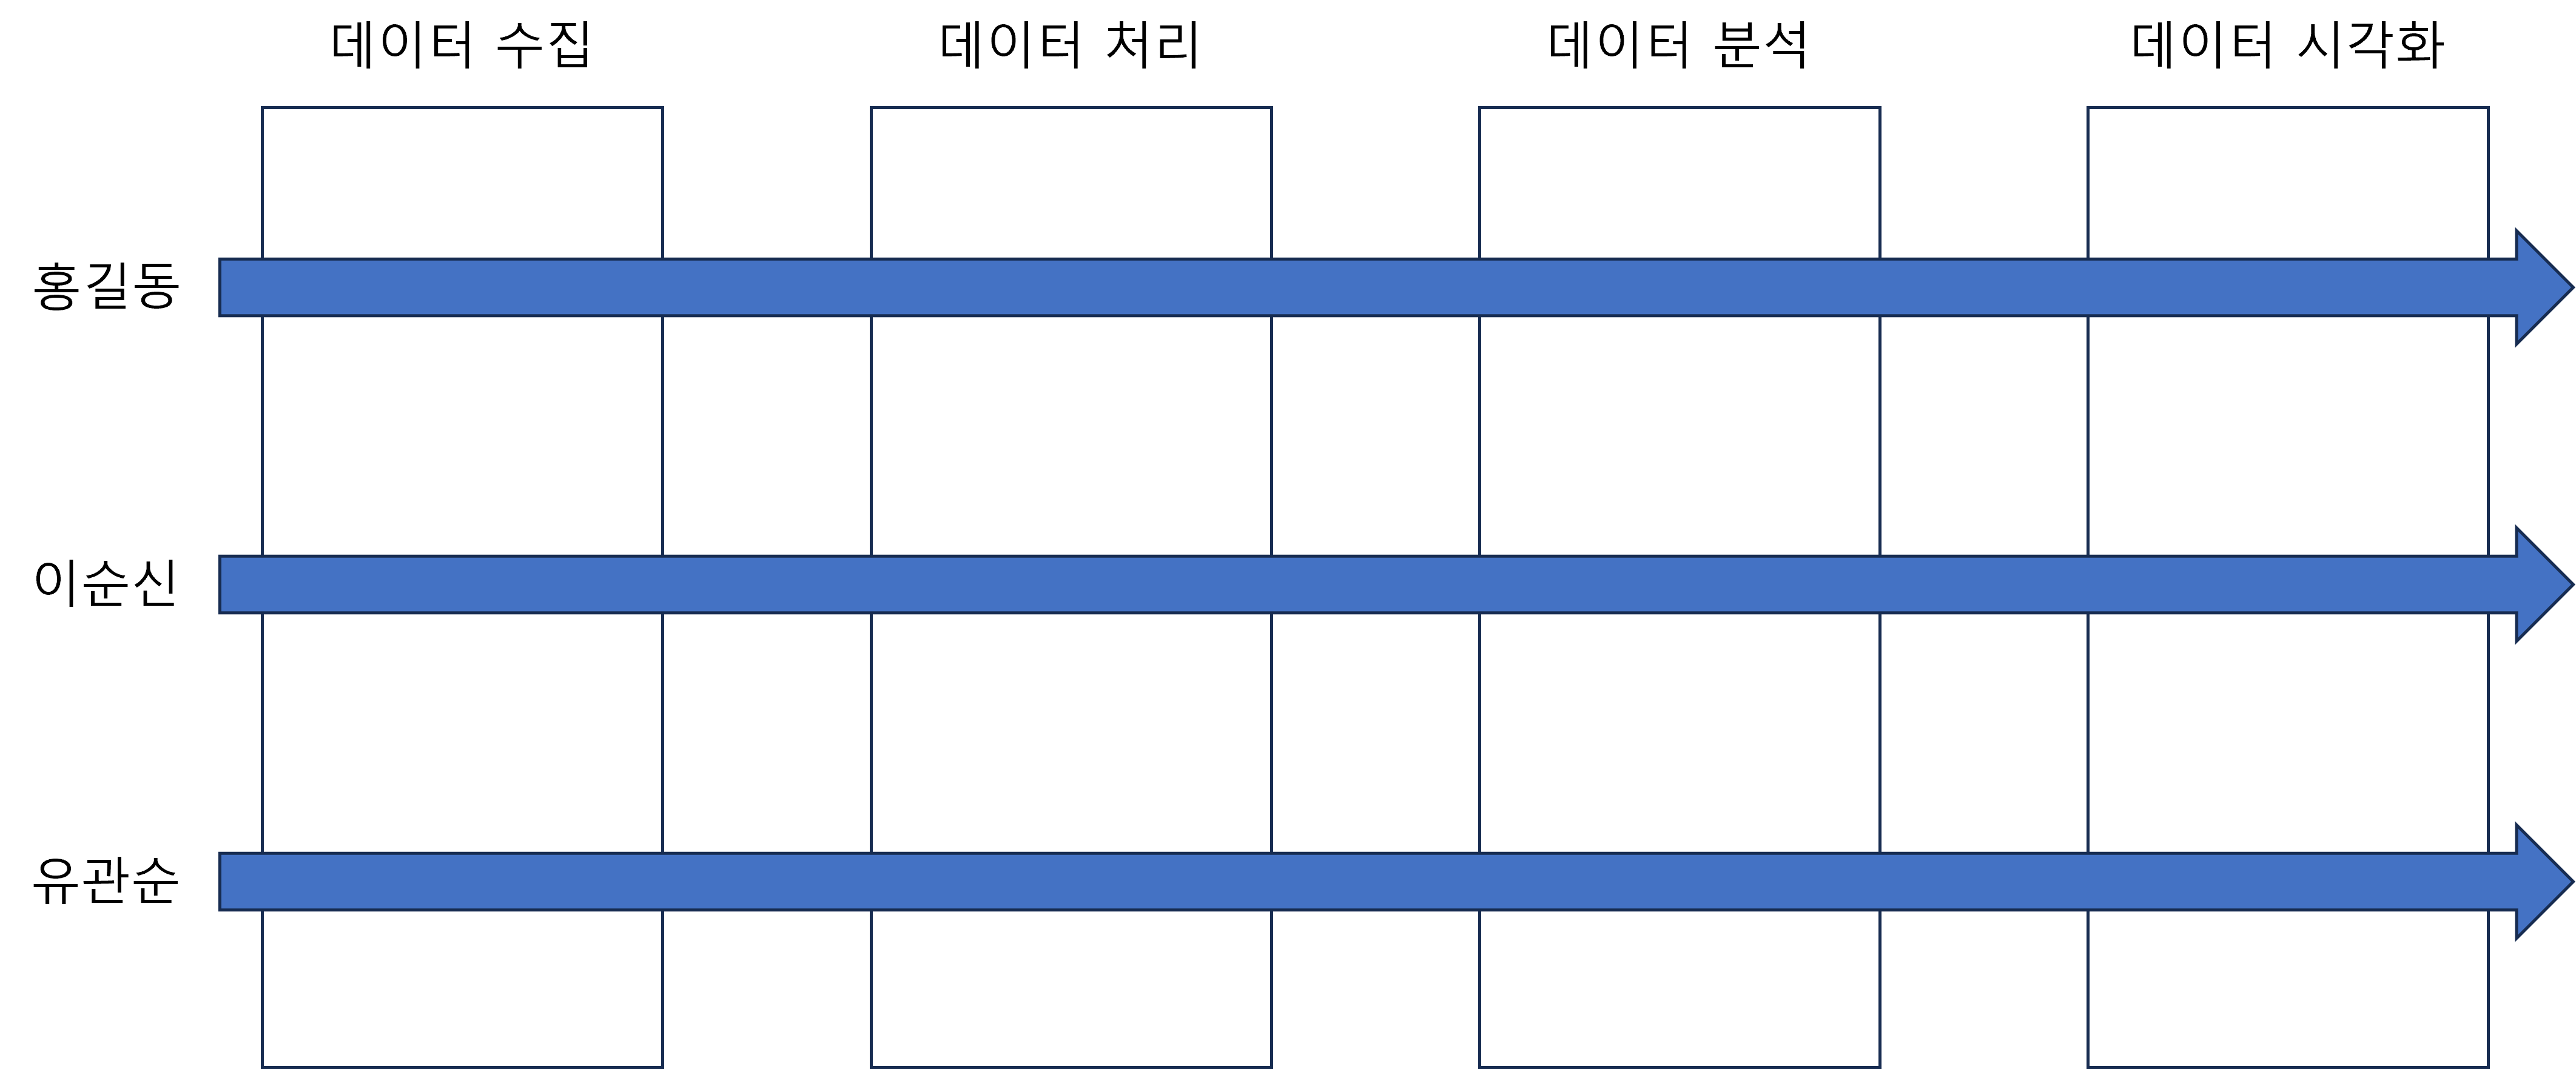 데이터 수집
데이터 처리
데이터 분석
데이터 시각화
홍길동
이순신
유관순